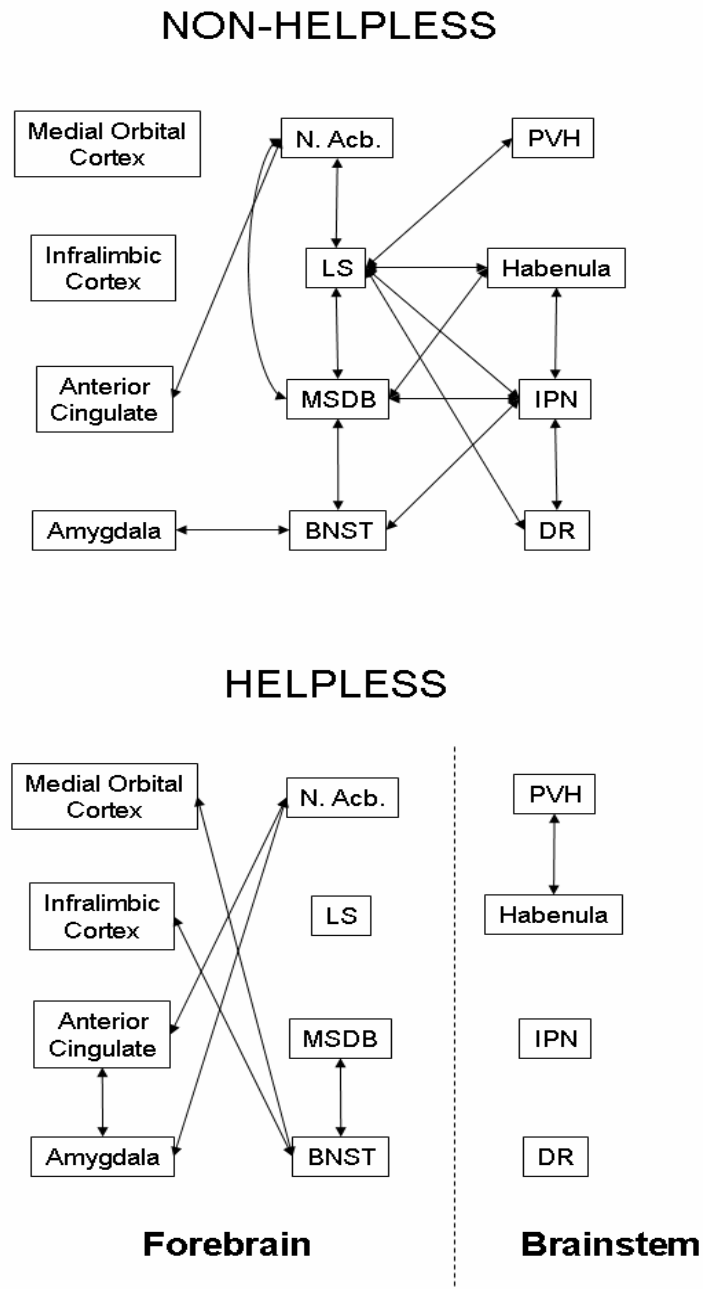 NON-HELPLESS
Medial Orbital
Cortex
N. Acb.
PVH
Infralimbic
Cortex
LS
Habenula
Anterior
Cingulate
MSDB
IPN
Amygdala
BNST
DR
HELPLESS
Medial Orbital
Cortex
N. Acb.
PVH
Infralimbic
Cortex
LS
Habenula
Anterior
Cingulate
MSDB
IPN
Amygdala
BNST
DR
Forebrain
Brainstem